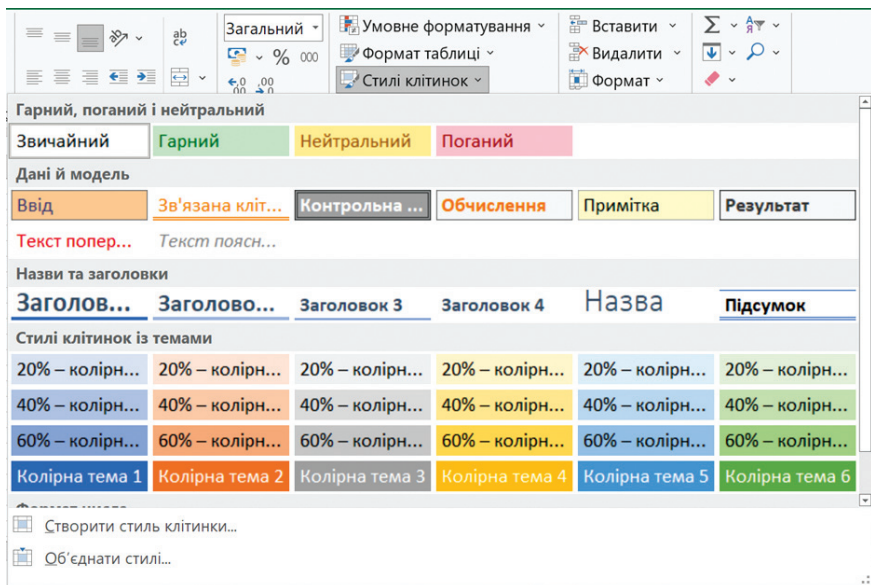 ab Загальний Умовне форматування Вставити Σ АЯ
% 000 Формат таблиці Видалити
,00 Стилі клітинок Формат
Гарний, поганий і нейтральний
Звичайний Гарний Нейтральний Поганий
Дані й модель
Ввід Зв'язана кліт... Контрольна ... Обчислення Примітка Результат
Текст попер... Текст поясн...
Назви та заголовки
Заголов... Заголово... Заголовок 3 Заголовок 4 Назва Підсумок
Стилі клітинок із темами
20% – колірн... 20% – колірн... 20% – колірн... 20% – колірн... 20% – колірн... 20% – колірн...
40% – колірн... 40% – колірн... 40% – колірн... 40% – колірн... 40% – колірн... 40% – колірн...
60% – колірн... 60% – колірн... 60% – колірн... 60% – колірн... 60% – колірн... 60% – колірн...
Колірна тема 1 Колірна тема 2 Колірна тема 3 Колірна тема 4 Колірна тема 5 Колірна тема 6
Створити стиль клітинки...
Об’єднати стилі...